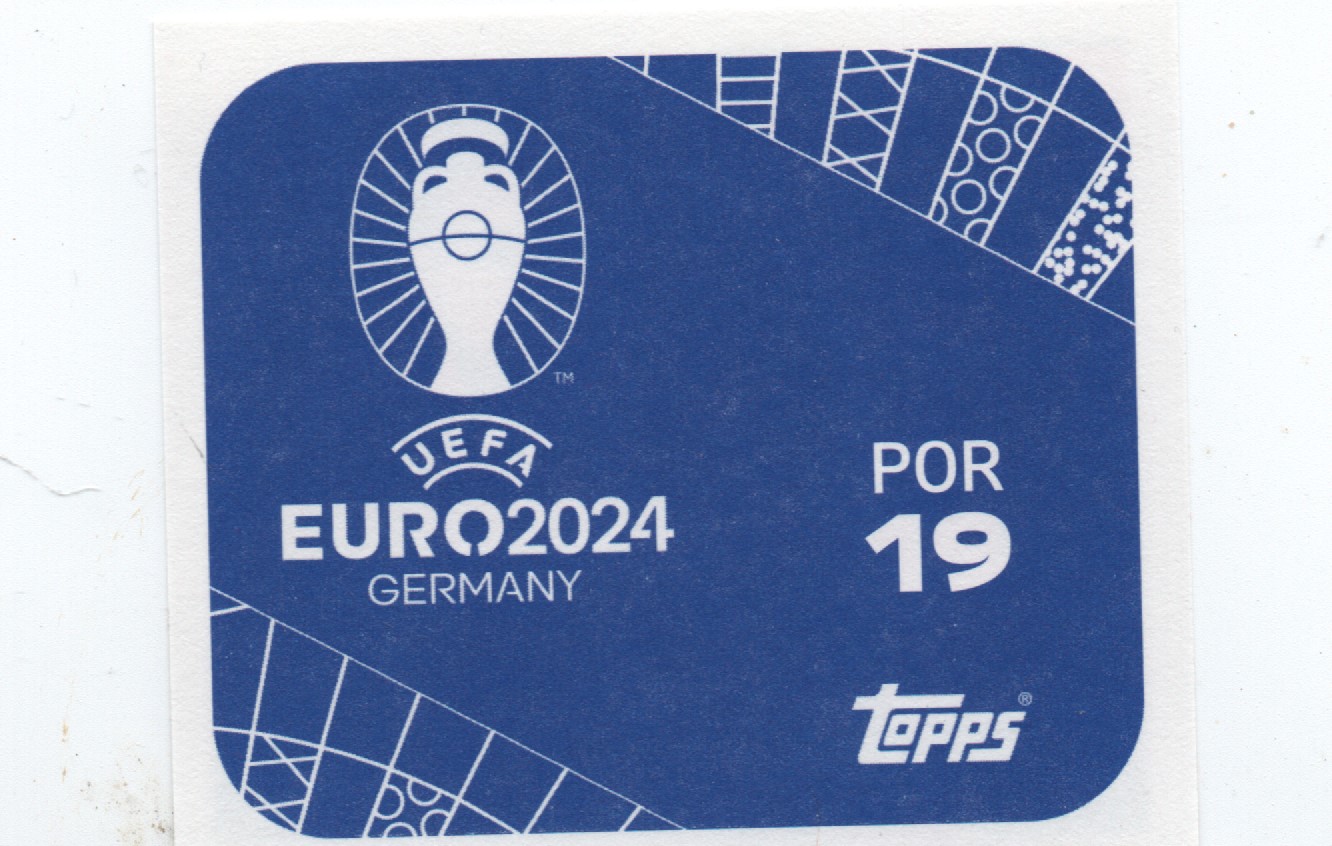 TM
UEFA
EURO2024
GERMANY
POR
19
topps®